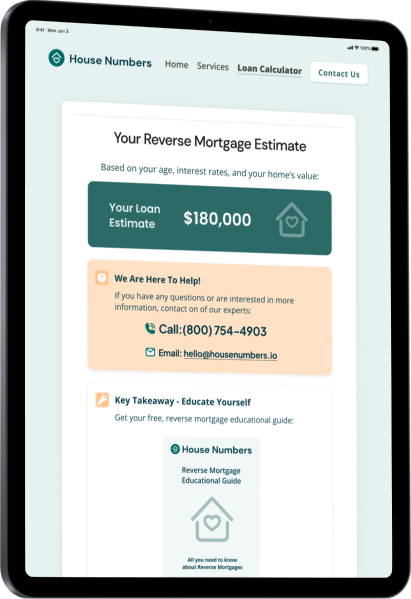 9:41 Mon Jun 3
100%
House Numbers Home Services Loan Calculator Contact Us
Your Reverse Mortgage Estimate
Based on your age, interest rates, and your home's value:
Your Loan
Estimate
$180,000
We Are Here To Help!
If you have any questions or are interested in more
information, contact on of our experts:
Call:(800) 754-4903
Email: hello@housenumbers.io
Key Takeaway - Educate Yourself
Get your free, reverse mortgage educational guide:
House Numbers
Reverse Mortgage
Educational Guide
All you need to know
about Reverse Mortgages